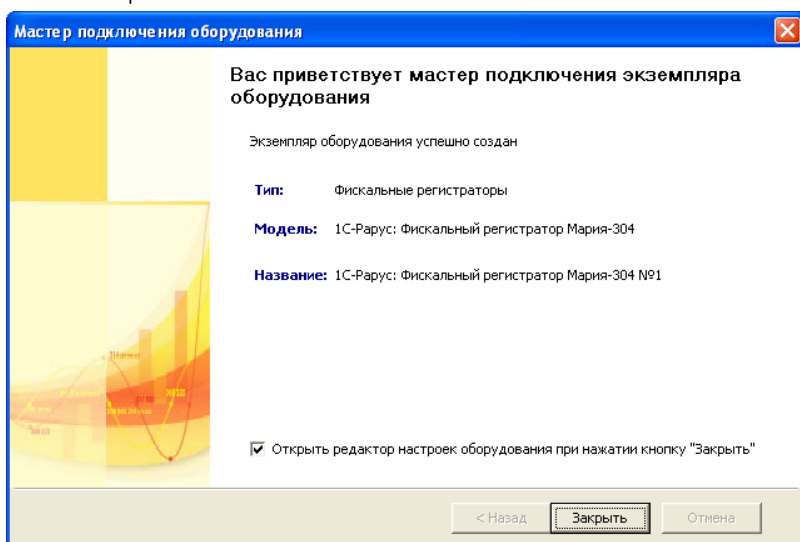 Мастер подключения оборудования
Вас приветствует мастер подключения экземпляра
оборудования
Экземпляр оборудования успешно создан
Тип: Фискальные регистраторы
Модель: 1С-Рарус: Фискальный регистратор Мария-304
Название: 1С-Рарус: Фискальный регистратор Мария-304 №1
Открыть редактор настроек оборудования при нажатии кнопку "Закрыть"
< Назад Закрыть Отмена